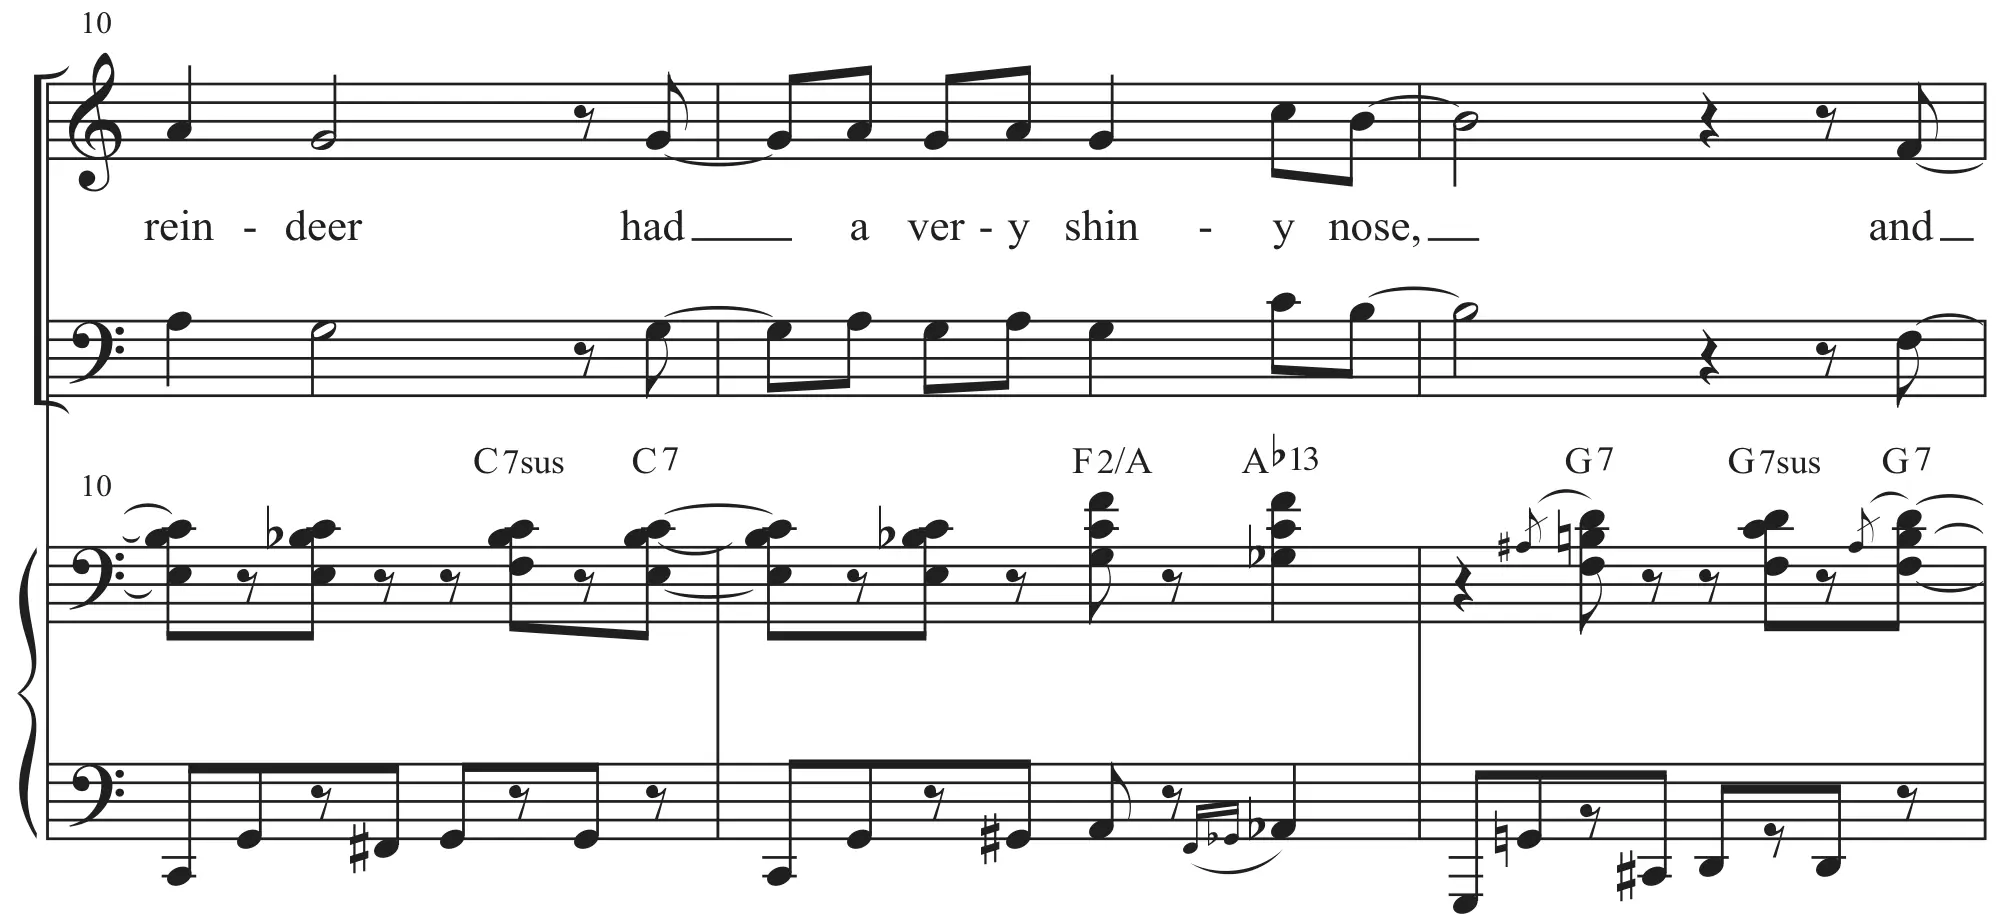 10
rein - deer had a ver - y shin - y nose, and
C7sus C7 F2/A A♭13 G7 G7sus G7
10